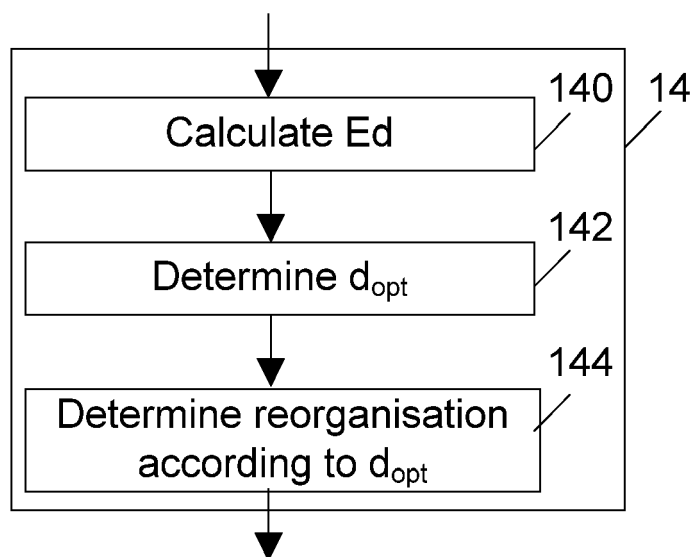 140
14
Calculate Ed
142
Determine dopt
144
Determine reorganisation
according to dopt